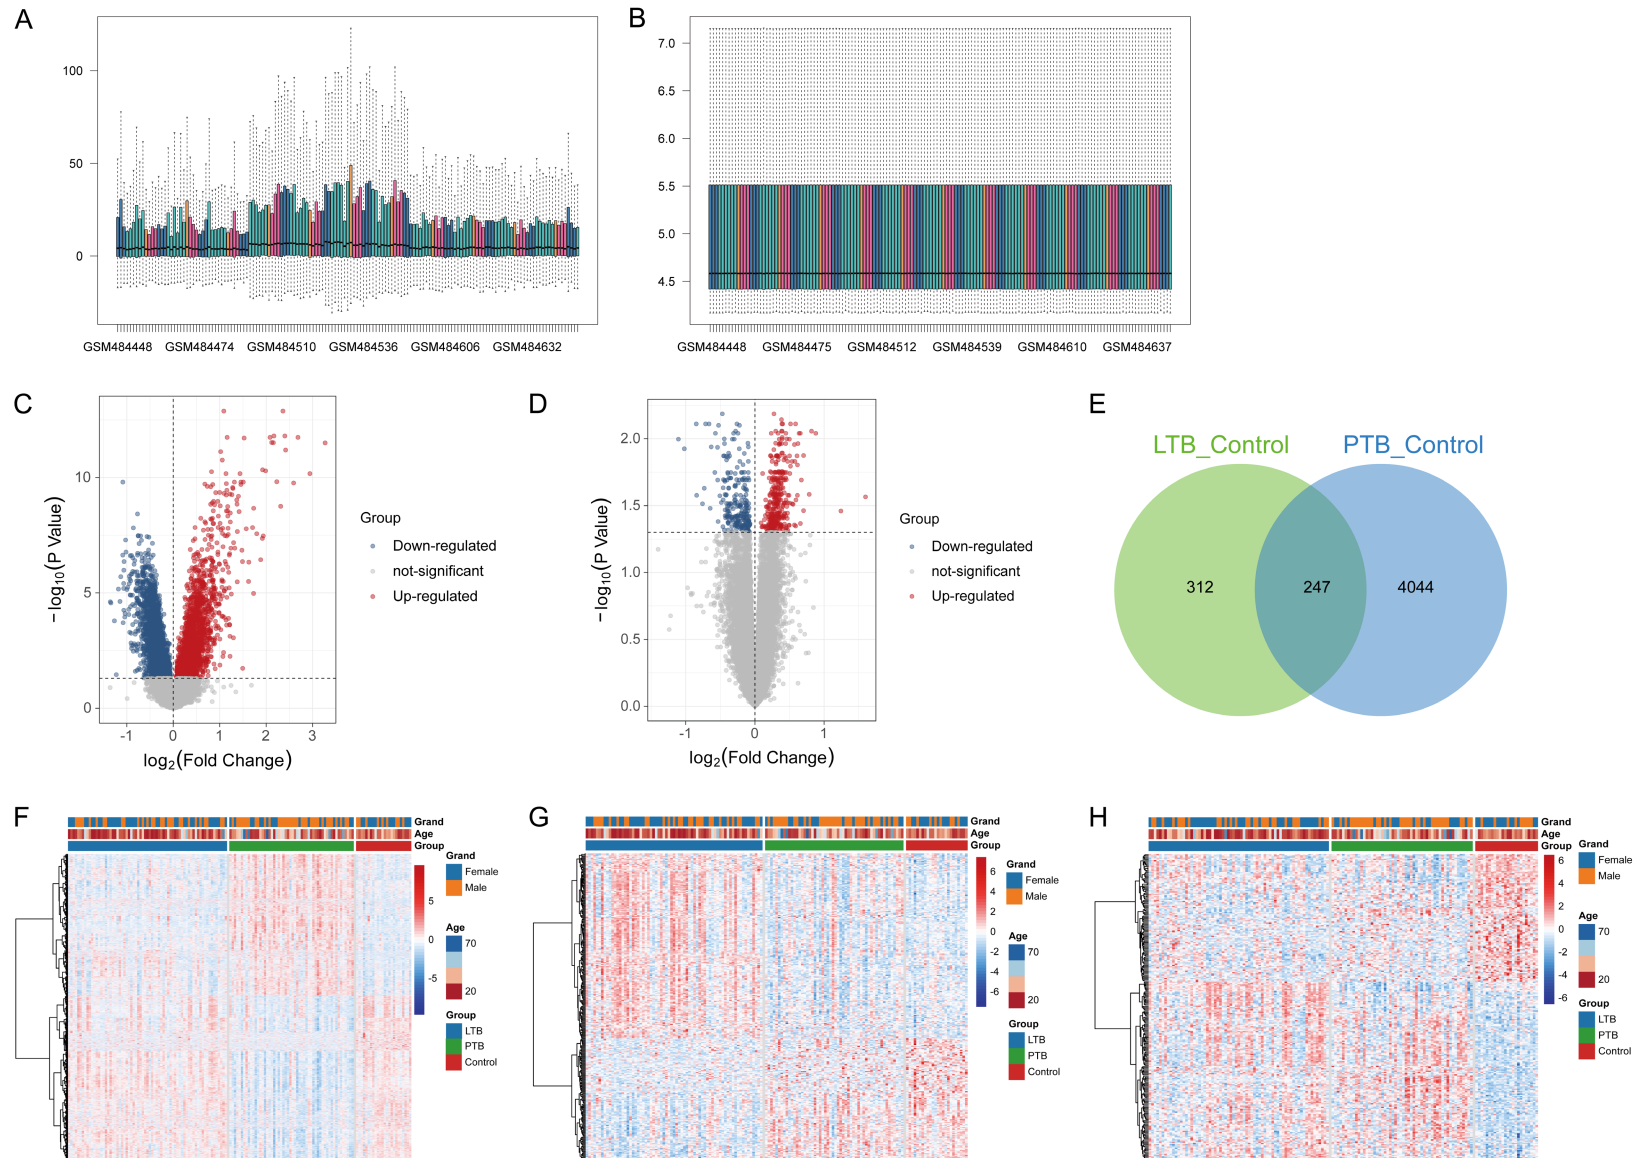 A
100
50
0
GSM484448 GSM484474 GSM484510 GSM484536 GSM484606 GSM484632
B
7.0
6.5
6.0
5.5
5.0
4.5
GSM484448 GSM484475 GSM484512 GSM484539 GSM484610 GSM484637
C
−log10(P Value)
10
5
0
-1 0 1 2 3
log2(Fold Change)
Group
Down-regulated
not-significant
Up-regulated
D
−log10(P Value)
2.0
1.5
1.0
0.5
0.0
-1 0 1
log2(Fold Change)
Group
Down-regulated
not-significant
Up-regulated
E
LTB_Control PTB_Control
312 247 4044
F
Grand
Age
Group
5
0
-5
Grand
Female
Male
Age
70
20
Group
LTB
PTB
Control
G
Grand
Age
Group
6
4
2
0
-2
-4
-6
Grand
Female
Male
Age
70
20
Group
LTB
PTB
Control
H
Grand
Age
Group
6
4
2
0
-2
-4
-6
Grand
Female
Male
Age
70
20
Group
LTB
PTB
Control